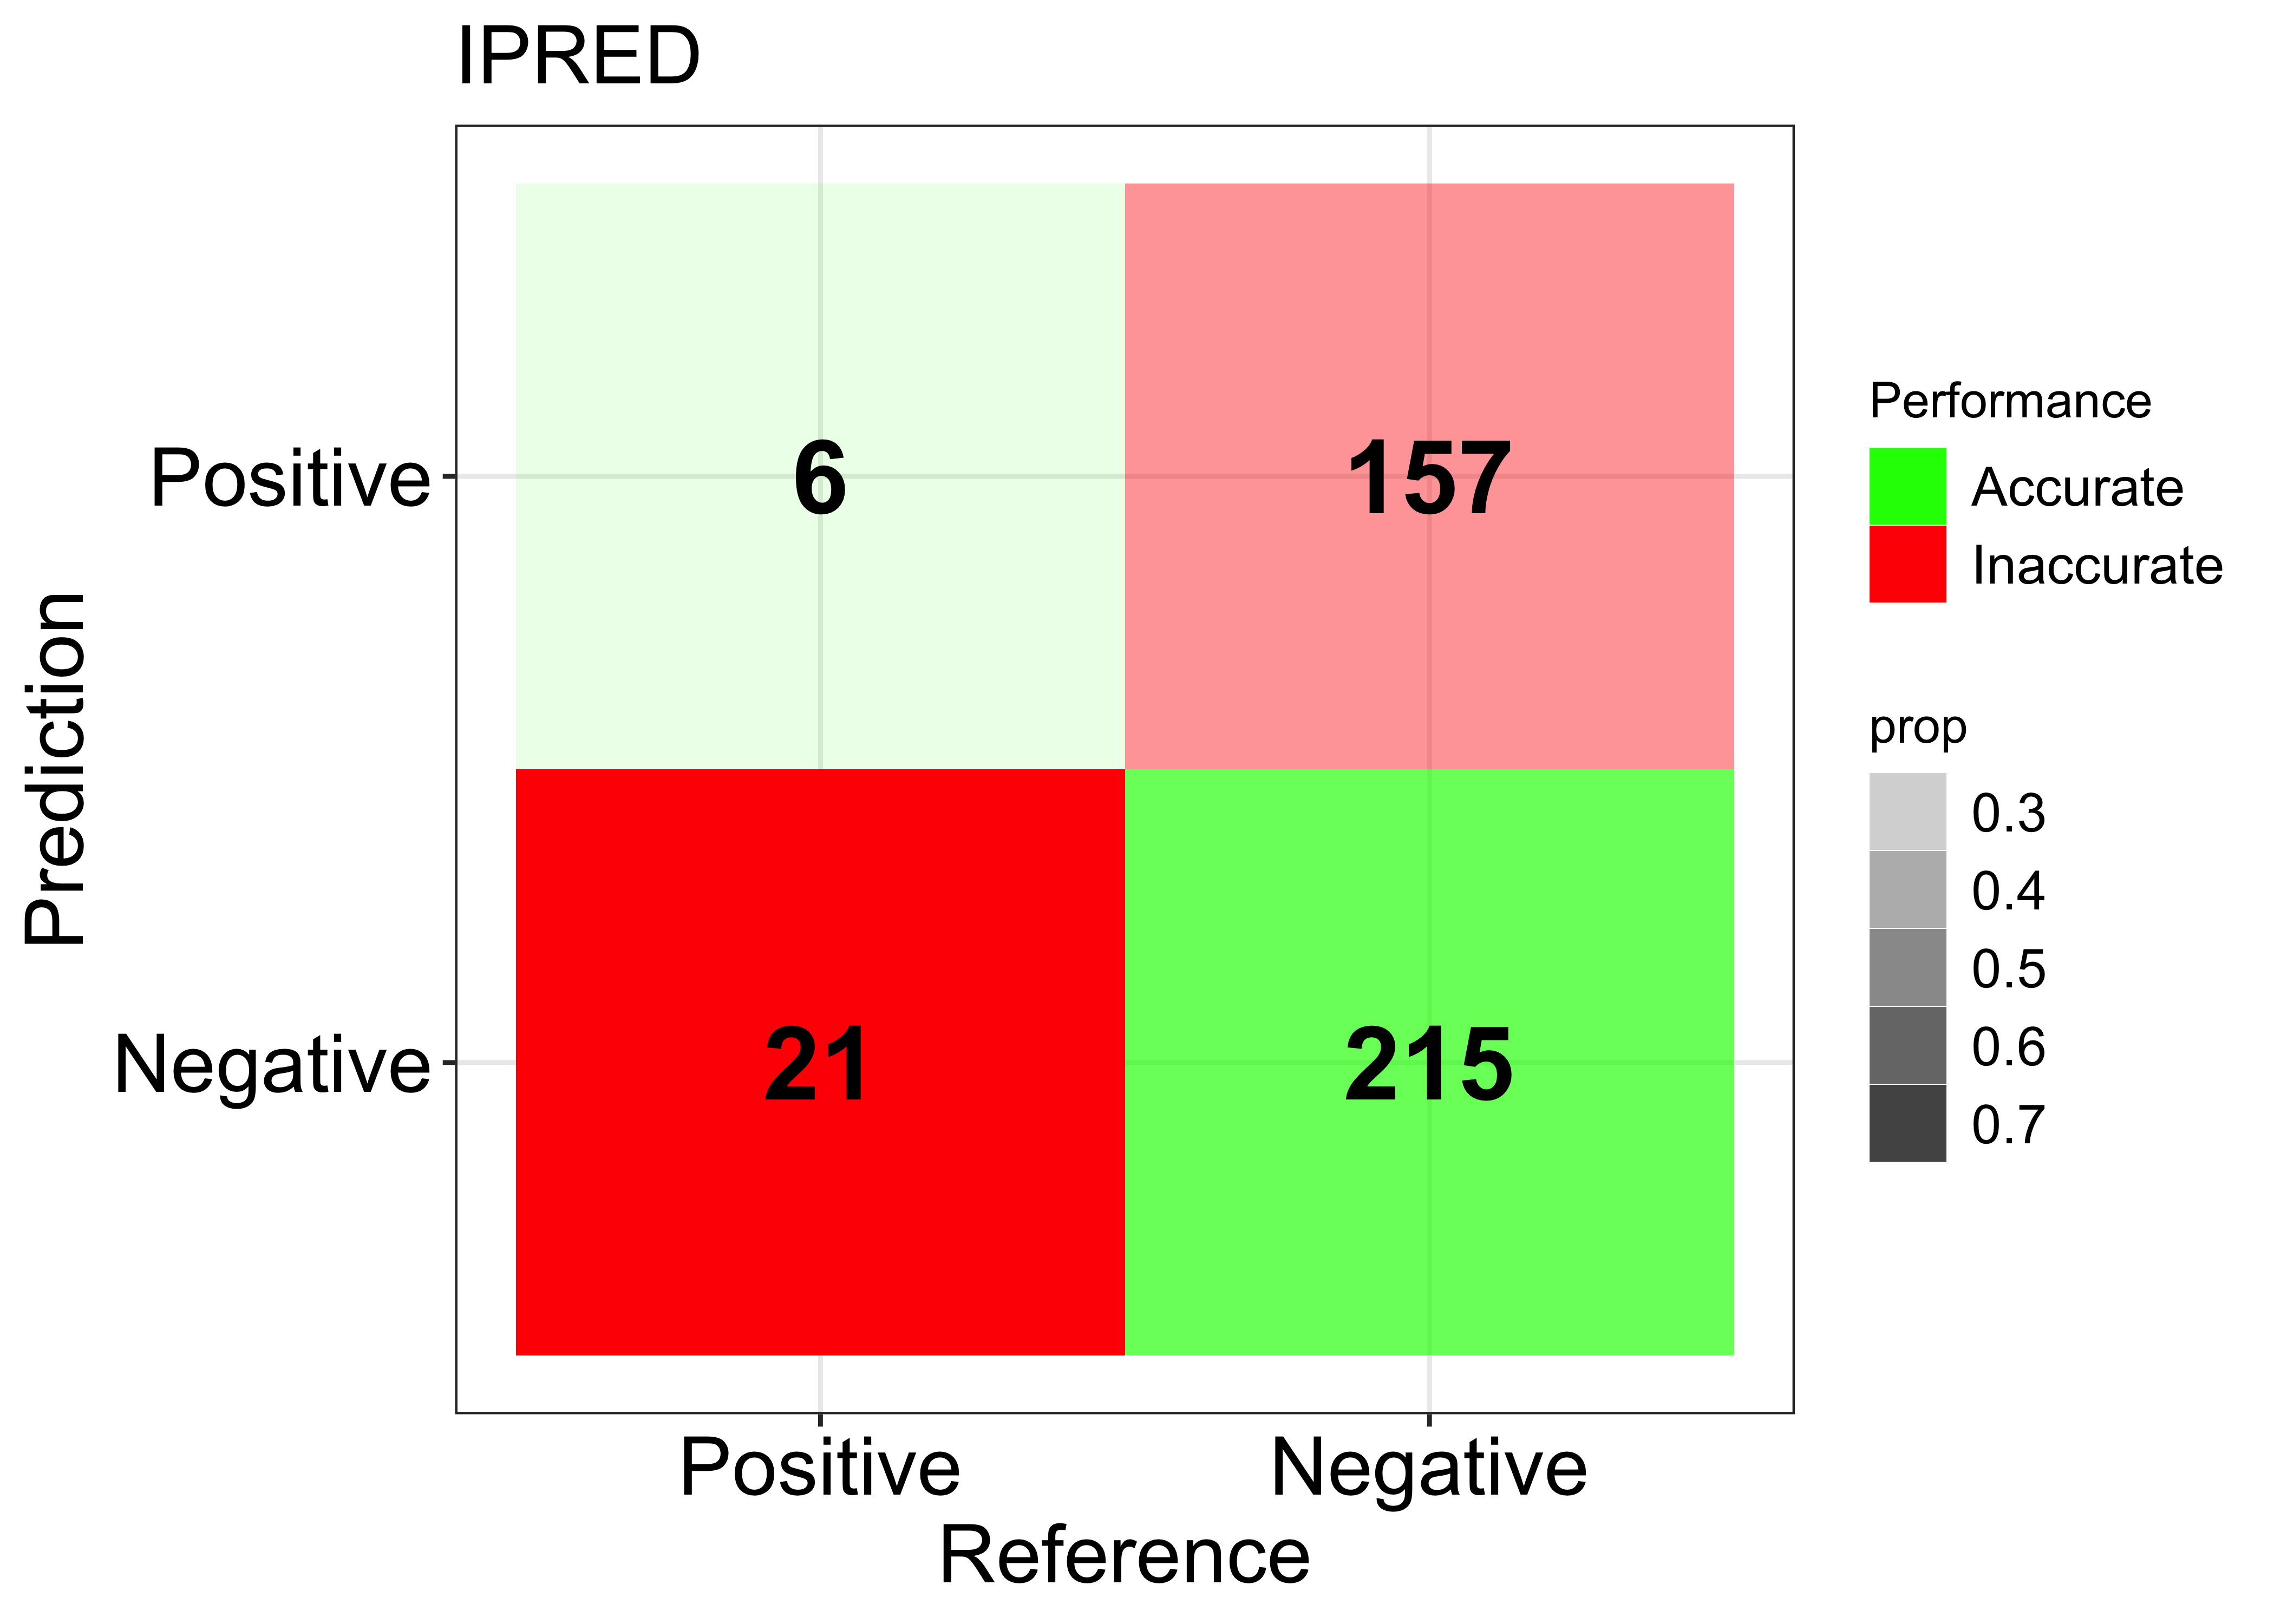 IPRED
Prediction
Positive
Negative
6
157
21
215
Positive
Negative
Reference
Performance
Accurate
Inaccurate
prop
0.3
0.4
0.5
0.6
0.7